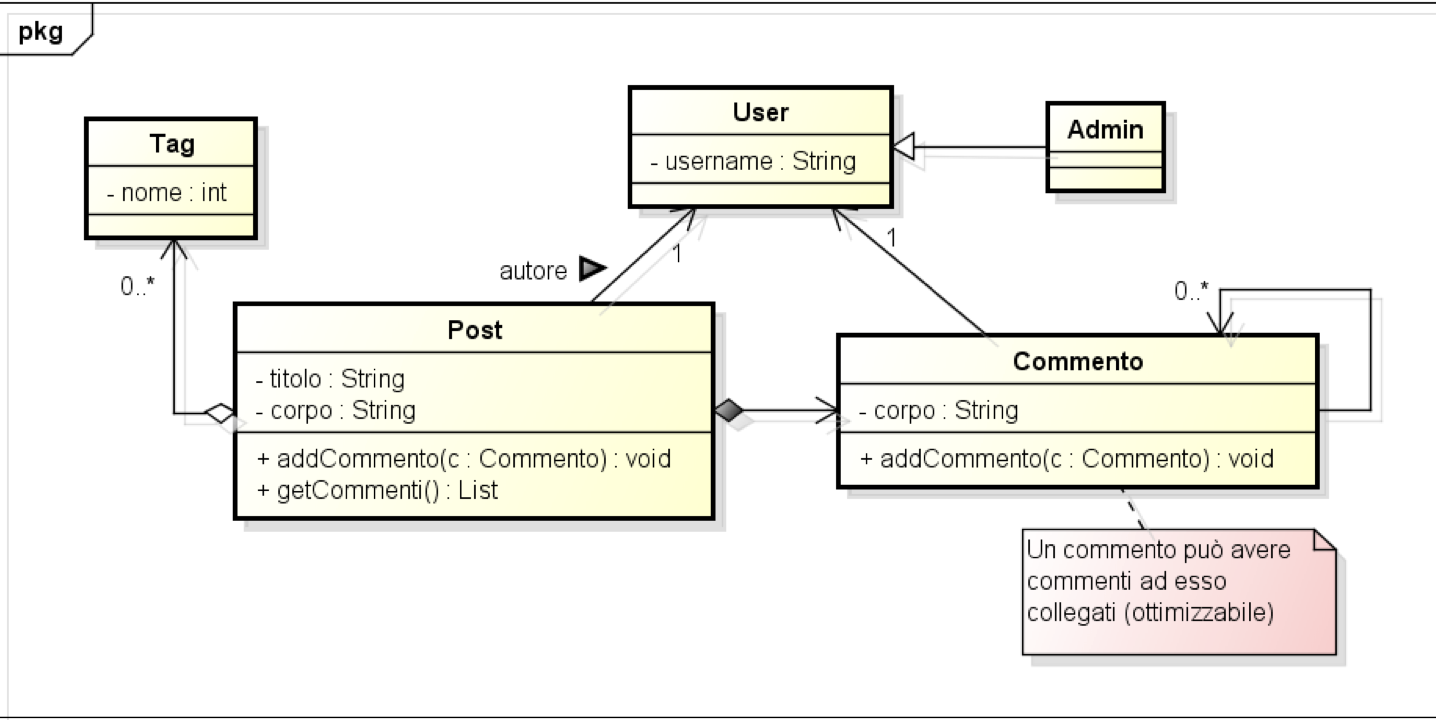 pkg
Tag
- nome : int
0..*
User
- username : String
Admin
autore
1
1
Post
- titolo : String
- corpo : String
+ addCommento(c : Commento) : void
+ getCommenti() : List
0..*
Commento
- corpo : String
+ addCommento(c : Commento) : void
Un commento può avere
commenti ad esso
collegati (ottimizzabile)